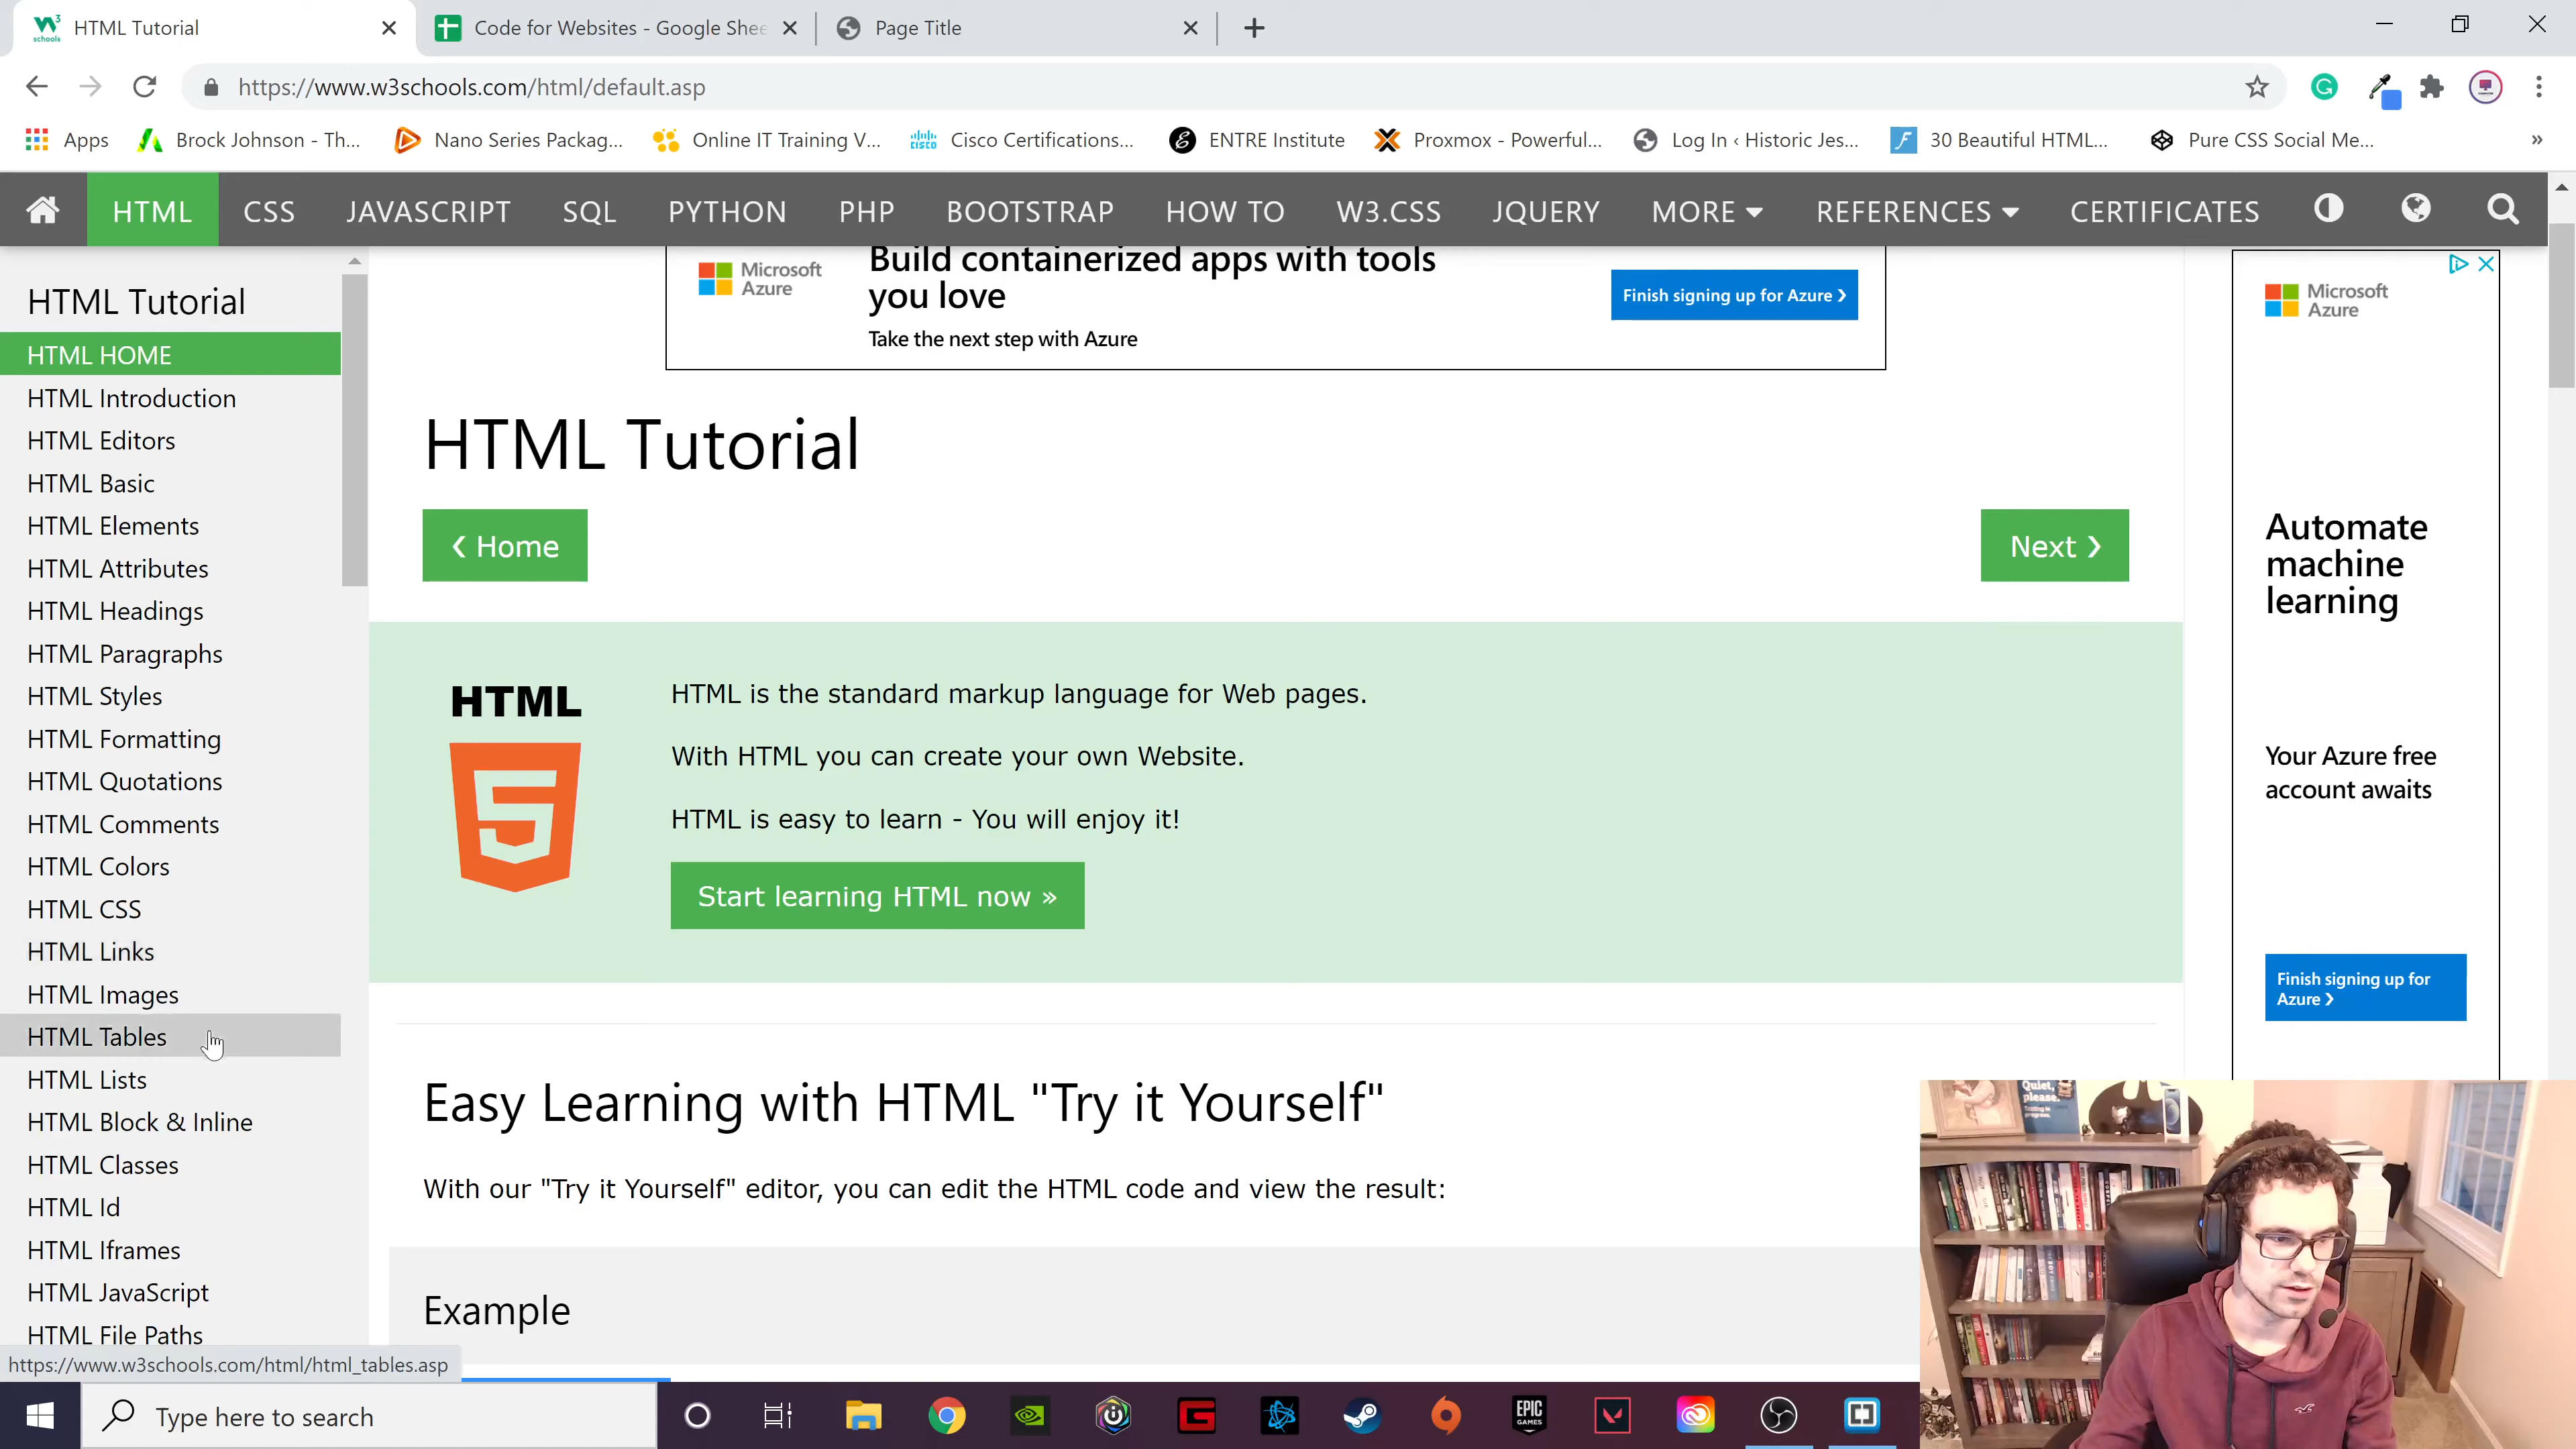 W3
schools
HTML Tutorial
Code for Websites - Google Shee
Page Title
https://www.w3schools.com/html/default.asp
Apps
Brock Johnson - Th...
Nano Series Packag...
Online IT Training V...
Cisco Certifications...
ENTRE Institute
Proxmox - Powerful...
Log In ‹ Historic Jes...
30 Beautiful HTML...
Pure CSS Social Me...
»
HTML
CSS
JAVASCRIPT
SQL
PYTHON
PHP
BOOTSTRAP
HOW TO
W3.CSS
JQUERY
MORE
REFERENCES
CERTIFICATES
HTML Tutorial
HTML HOME
HTML Introduction
HTML Editors
HTML Basic
HTML Elements
HTML Attributes
HTML Headings
HTML Paragraphs
HTML Styles
HTML Formatting
HTML Quotations
HTML Comments
HTML Colors
HTML CSS
HTML Links
HTML Images
HTML Tables
HTML Lists
HTML Block & Inline
HTML Classes
HTML Id
HTML Iframes
HTML JavaScript
HTML File Paths
https://www.w3schools.com/html/html_tables.asp
Microsoft
Azure
Build containerized apps with tools
you love
Take the next step with Azure
Finish signing up for Azure ❯
HTML Tutorial
❮ Home
Next ❯
HTML
5
HTML is the standard markup language for Web pages.
With HTML you can create your own Website.
HTML is easy to learn - You will enjoy it!
Start learning HTML now »
Easy Learning with HTML "Try it Yourself"
With our "Try it Yourself" editor, you can edit the HTML code and view the result:
Example
Microsoft
Azure
Automate
machine
learning
Your Azure free
account awaits
Finish signing up for
Azure ❯
Quiet,
please.
Type here to search
EPIC
GAMES